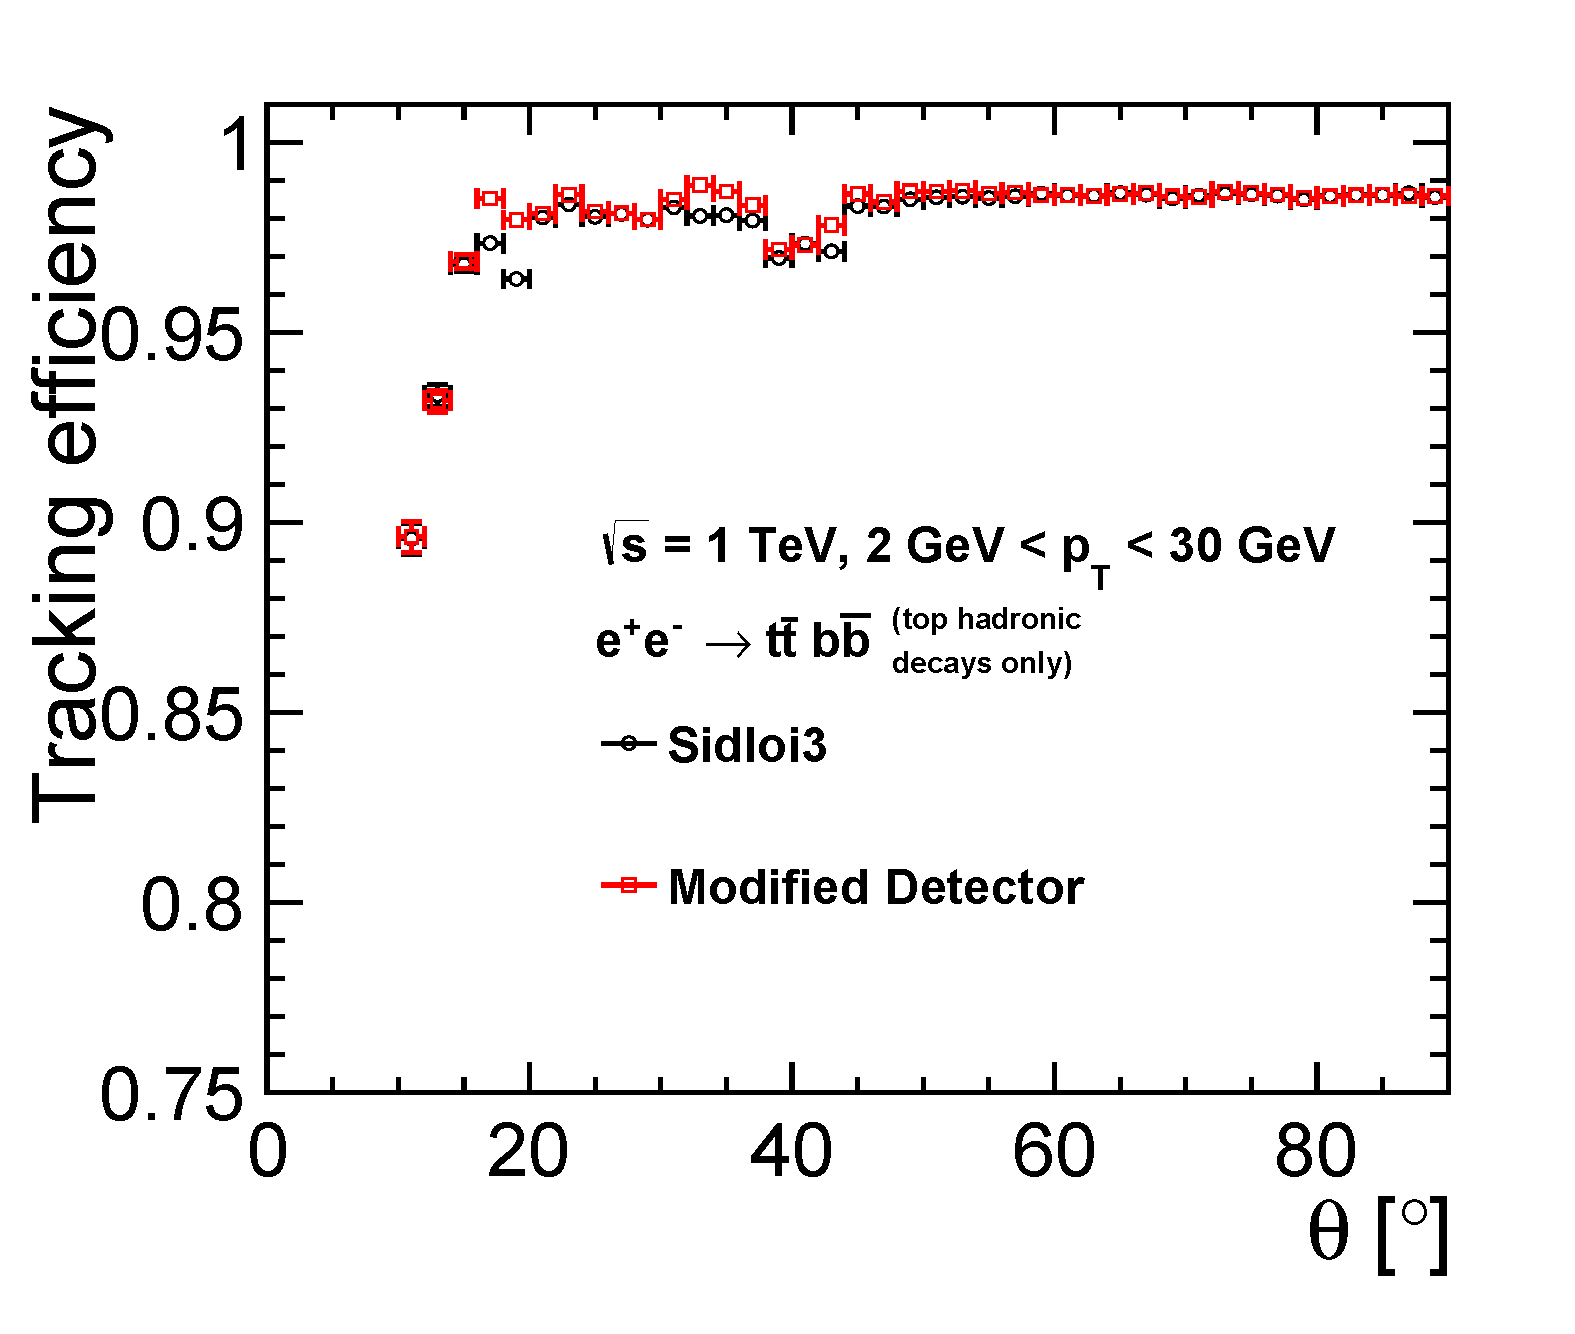 Tracking efficiency
1
0.95
0.9
0.85
0.8
0.75
√s = 1 TeV, 2 GeV < p_T < 30 GeV
e⁺e⁻ → tt̄ bb̄ (top hadronic
decays only)
Sidloi3
Modified Detector
0 20 40 60 80
θ [°]